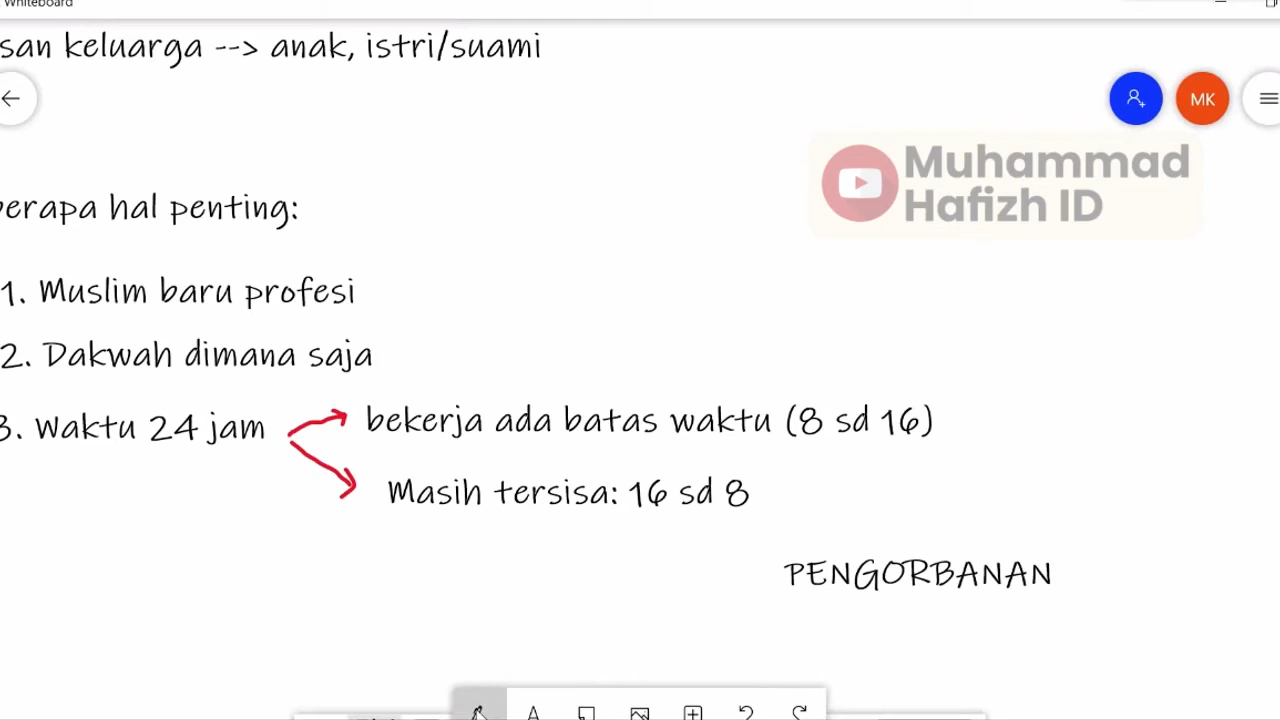 Whiteboard
san keluarga --> anak, istri/suami
MK
Muhammad
Hafizh ID
berapa hal penting:
1. Muslim baru profesi
2. Dakwah dimana saja
3. Waktu 24 jam
bekerja ada batas waktu (8 sd 16)
Masih tersisa: 16 sd 8
PENGORBANAN